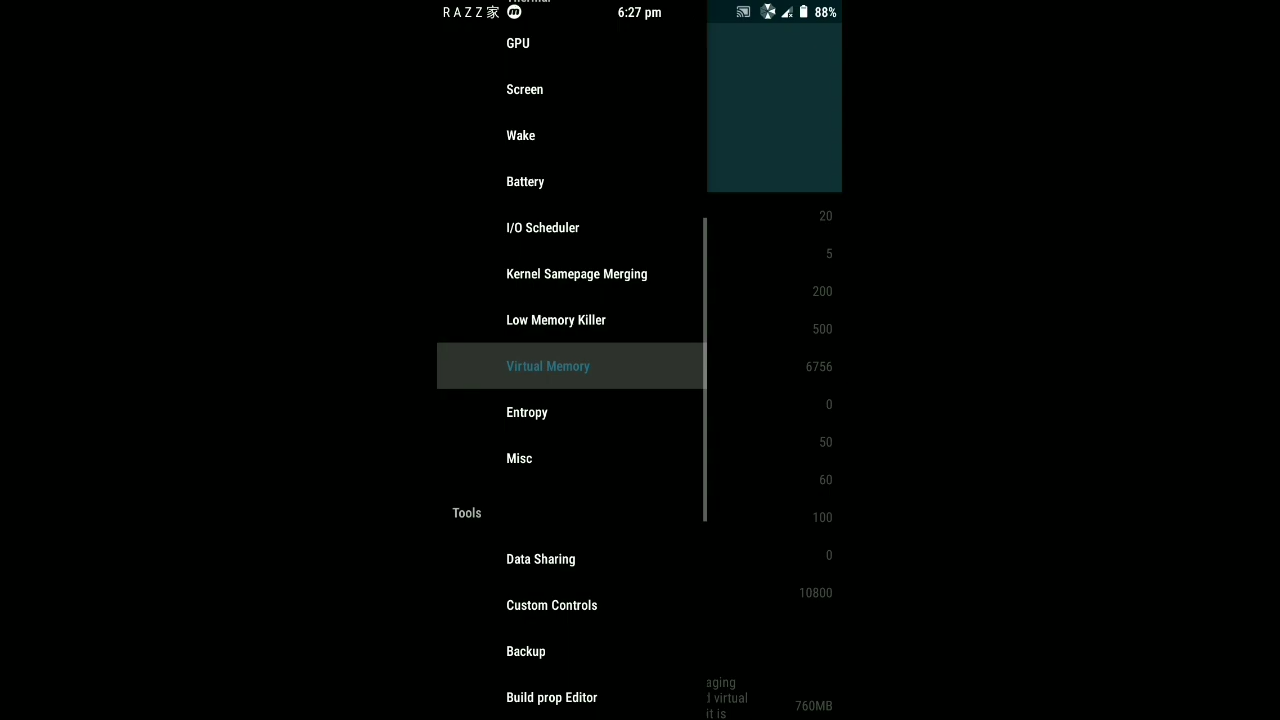 Thermal
R A Z Z 家 m 6:27 pm 88%
GPU
Screen
Wake
Battery
20
I/O Scheduler
5
Kernel Samepage Merging
200
Low Memory Killer
500
Virtual Memory
6756
Entropy
0
50
Misc
60
Tools
100
Data Sharing
0
10800
Custom Controls
Backup
aging
Build prop Editor
virtual
760MB
it is